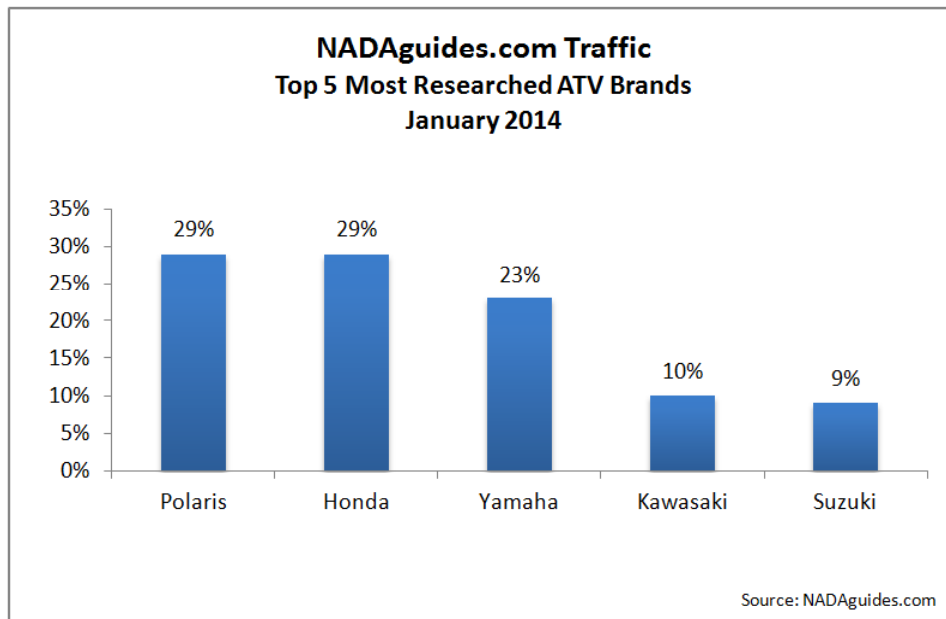 NADAguides.com Traffic
Top 5 Most Researched ATV Brands
January 2014
35%
30%
25%
20%
15%
10%
5%
0%
29%
29%
23%
10%
9%
Polaris Honda Yamaha Kawasaki Suzuki
Source: NADAguides.com